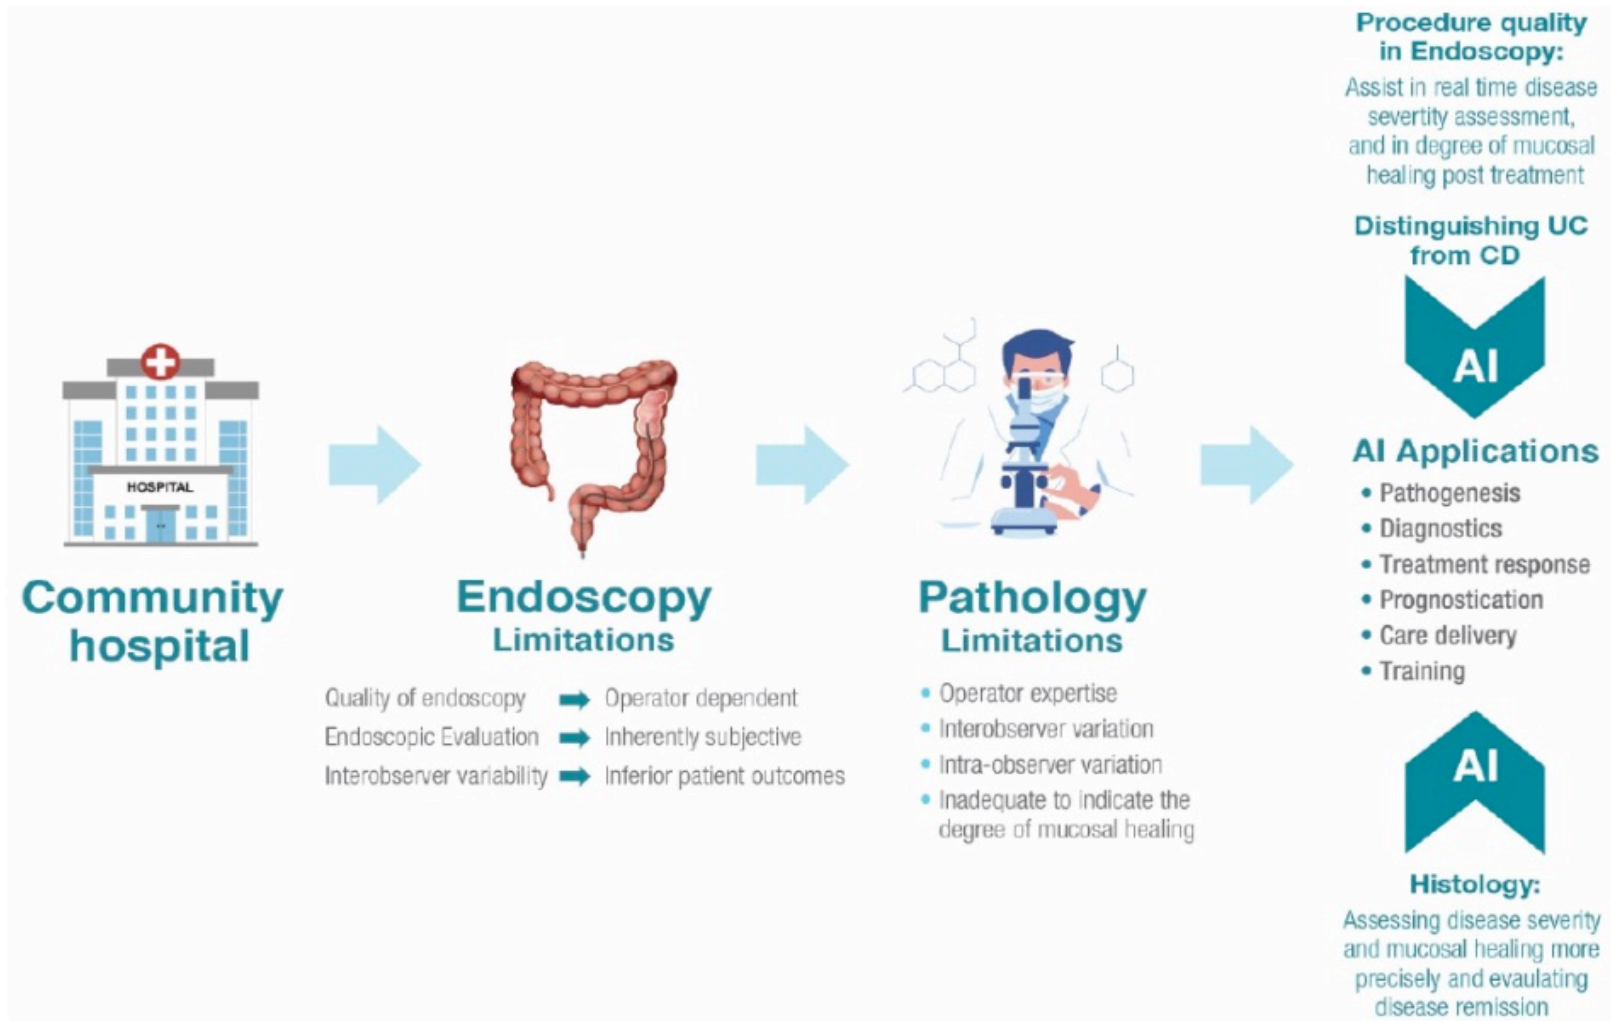 HOSPITAL
Community
hospital
Endoscopy
Limitations
Quality of endoscopy Operator dependent
Endoscopic Evaluation Inherently subjective
Interobserver variability Inferior patient outcomes
Pathology
Limitations
• Operator expertise
• Interobserver variation
• Intra-observer variation
• Inadequate to indicate the
degree of mucosal healing
Procedure quality
in Endoscopy:
Assist in real time disease
severtity assessment,
and in degree of mucosal
healing post treatment
Distinguishing UC
from CD
AI
AI Applications
• Pathogenesis
• Diagnostics
• Treatment response
• Prognostication
• Care delivery
• Training
AI
Histology:
Assessing disease severity
and mucosal healing more
precisely and evaulating
disease remission